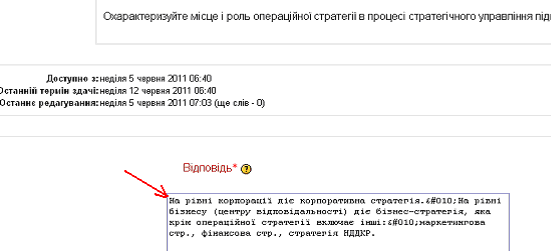 Охарактеризуйте місце і роль операційної стратегії в процесі стратегічного управління
Доступно з: неділя 5 червня 2011 06:40
Останній термін здачі: неділя 12 червня 2011 06:40
Останнє редагування: неділя 5 червня 2011 07:03 (ще слів - 0)
Відповідь*
На рівні корпорації діє корпоративна стратегія.&#010;На рівні
бізнесу (центру відповідальності) діє бизнес-стратегія, яка
крім операційної стратегії включає інші:&#010;маркетингова
стр., фінансова стр., стратегія НДДКР.